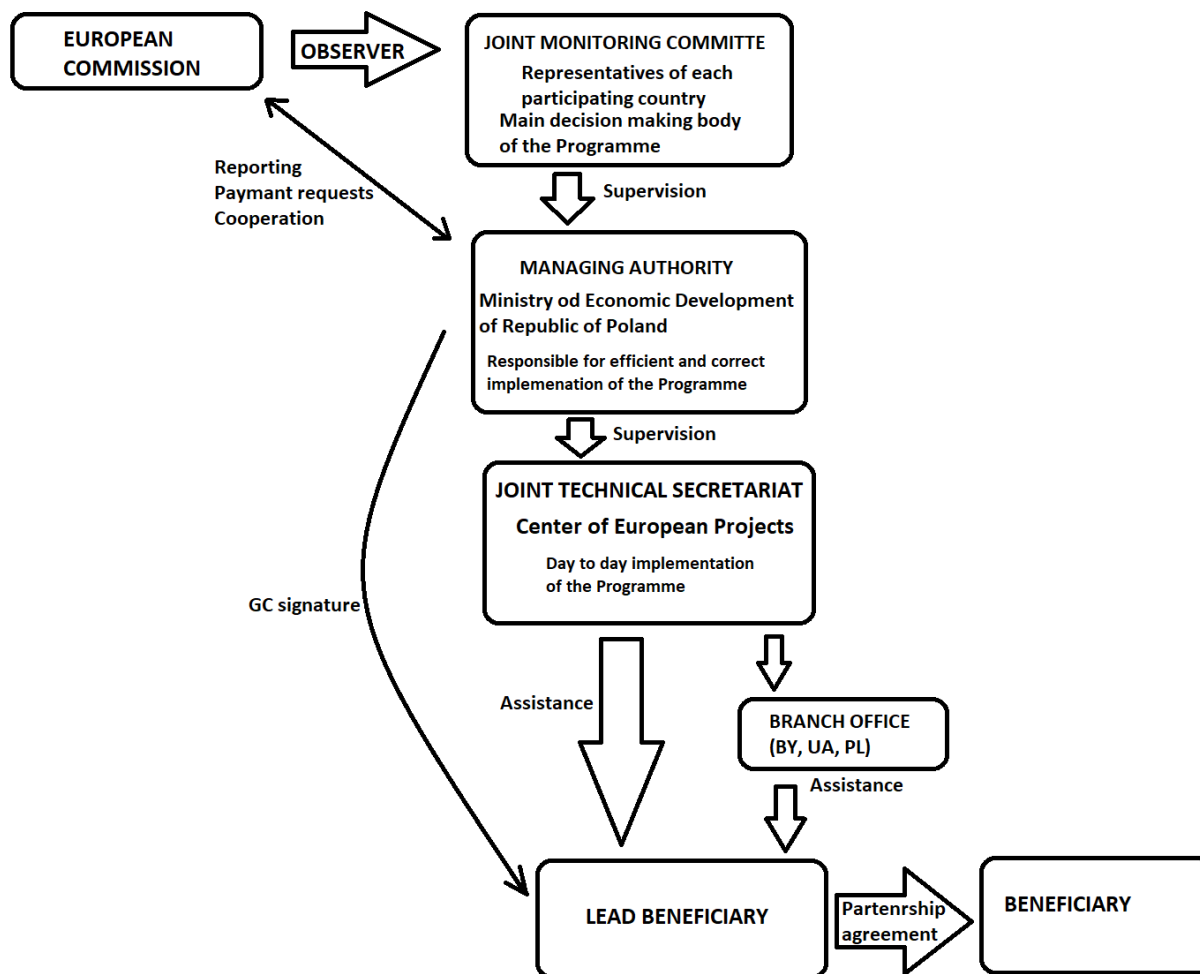 EUROPEAN
COMMISSION
OBSERVER
JOINT MONITORING COMMITTE
Representatives of each
participating country
Main decision making body
of the Programme
Reporting
Paymant requests
Cooperation
Supervision
MANAGING AUTHORITY
Ministry od Economic Development
of Republic of Poland
Responsible for efficient and correct
implemenation of the Programme
Supervision
JOINT TECHNICAL SECRETARIAT
Center of European Projects
Day to day implementation
of the Programme
GC signature
Assistance
BRANCH OFFICE
(BY, UA, PL)
Assistance
LEAD BENEFICIARY
Partenrship
agreement
BENEFICIARY